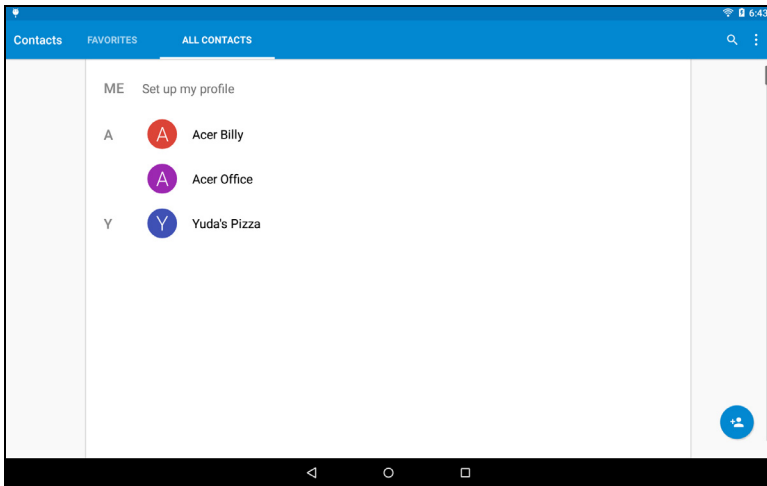 6:43
Contacts FAVORITES ALL CONTACTS
ME Set up my profile
A A Acer Billy
A Acer Office
Y Y Yuda's Pizza